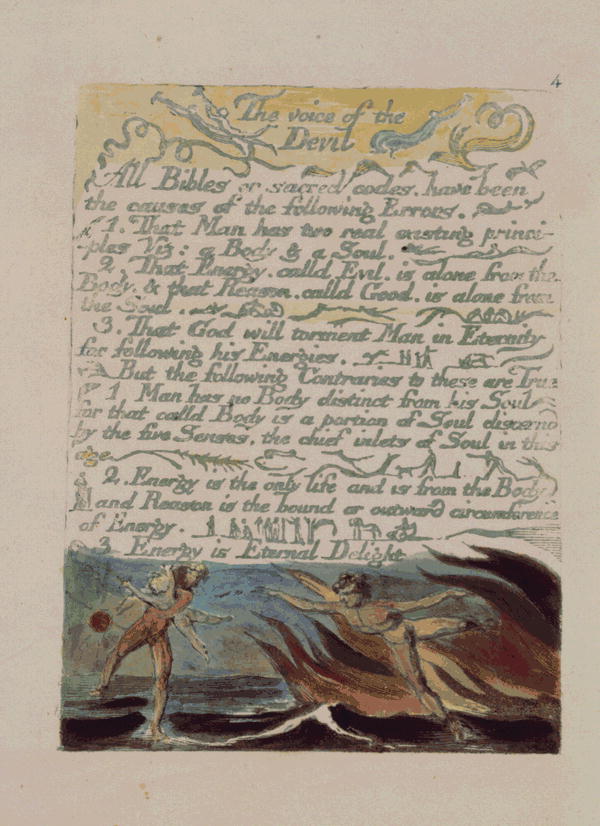 4
The voice of the
Devil
All Bibles or sacred codes. have been
the causes of the following Errors.
1. That Man has two real existing princi-
-ples Viz: a Body & a Soul.
2. That Energy. calld Evil. is alone from the
Body. & that Reason. calld Good. is alone from
the Soul.
3. That God will torment Man in Eternity
for following his Energies.
But the following Contraries to these are True
1 Man has no Body distinct from his Soul
for that calld Body is a portion of Soul discernd
by the five Senses. the chief inlets of Soul in this
age
2. Energy is the only life and is from the Body
and Reason is the bound or outward circumference
of Energy.
3 Energy is Eternal Delight